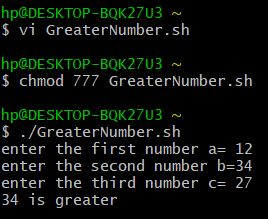 hp@DESKTOP-BQK27U3 ~
$ vi GreaterNumber.sh
hp@DESKTOP-BQK27U3 ~
$ chmod 777 GreaterNumber.sh
hp@DESKTOP-BQK27U3 ~
$ ./GreaterNumber.sh
enter the first number a= 12
enter the second number b=34
enter the third number c= 27
34 is greater